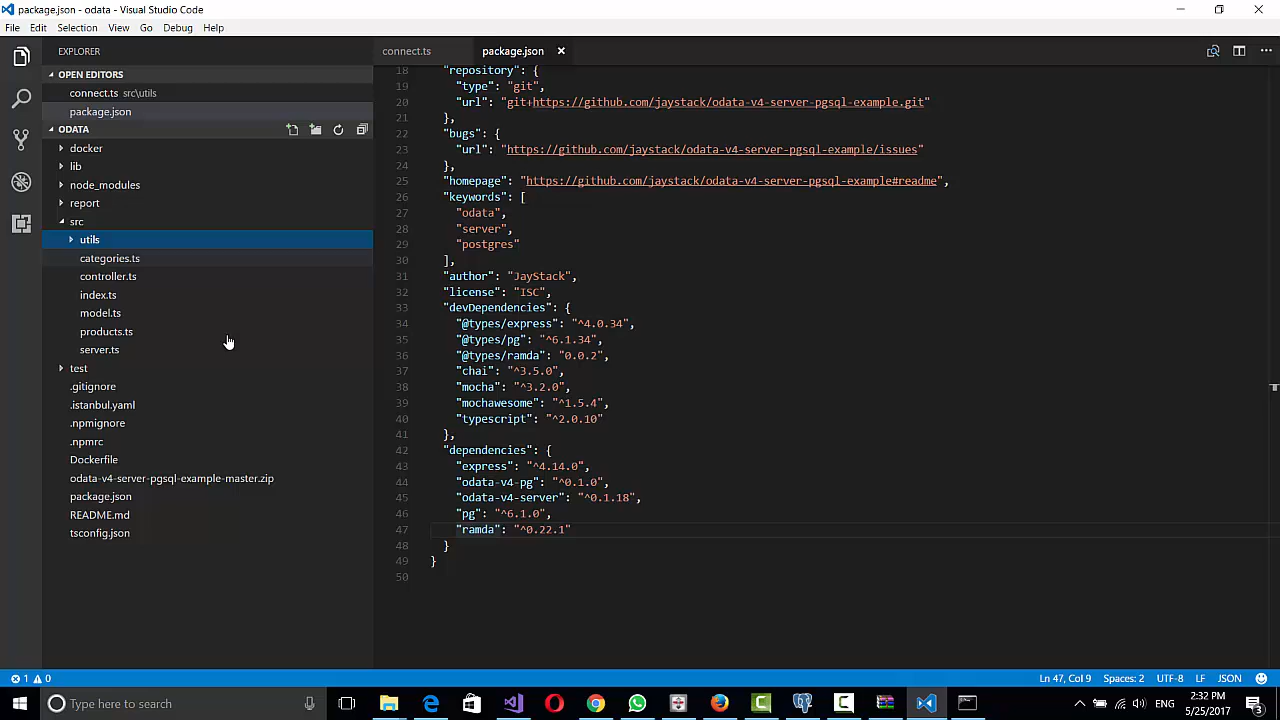 package.json - odata - Visual Studio Code
File Edit Selection View Go Debug Help
EXPLORER
OPEN EDITORS
connect.ts src\utils
package.json
ODATA
docker
lib
node_modules
report
src
utils
categories.ts
controller.ts
index.ts
model.ts
products.ts
server.ts
test
.gitignore
.istanbul.yaml
.npmignore
.npmrc
Dockerfile
odata-v4-server-pgsql-example-master.zip
package.json
README.md
tsconfig.json
connect.ts package.json
18 "repository": {
19 "type": "git",
20 "url": "git+https://github.com/jaystack/odata-v4-server-pgsql-example.git"
21 },
22 "bugs": {
23 "url": "https://github.com/jaystack/odata-v4-server-pgsql-example/issues"
24 },
25 "homepage": "https://github.com/jaystack/odata-v4-server-pgsql-example#readme",
26 "keywords": [
27 "odata",
28 "server",
29 "postgres"
30 ],
31 "author": "JayStack",
32 "license": "ISC",
33 "devDependencies": {
34 "@types/express": "^4.0.34",
35 "@types/pg": "^6.1.34",
36 "@types/ramda": "0.0.2",
37 "chai": "^3.5.0",
38 "mocha": "^3.2.0",
39 "mochawesome": "^1.5.4",
40 "typescript": "^2.0.10"
41 },
42 "dependencies": {
43 "express": "^4.14.0",
44 "odata-v4-pg": "^0.1.0",
45 "odata-v4-server": "^0.1.18",
46 "pg": "^6.1.0",
47 "ramda": "^0.22.1"
48 }
49 }
50
1 0 Ln 47, Col 9 Spaces: 2 UTF-8 LF JSON
Type here to search
ENG
2:32 PM
5/25/2017
3